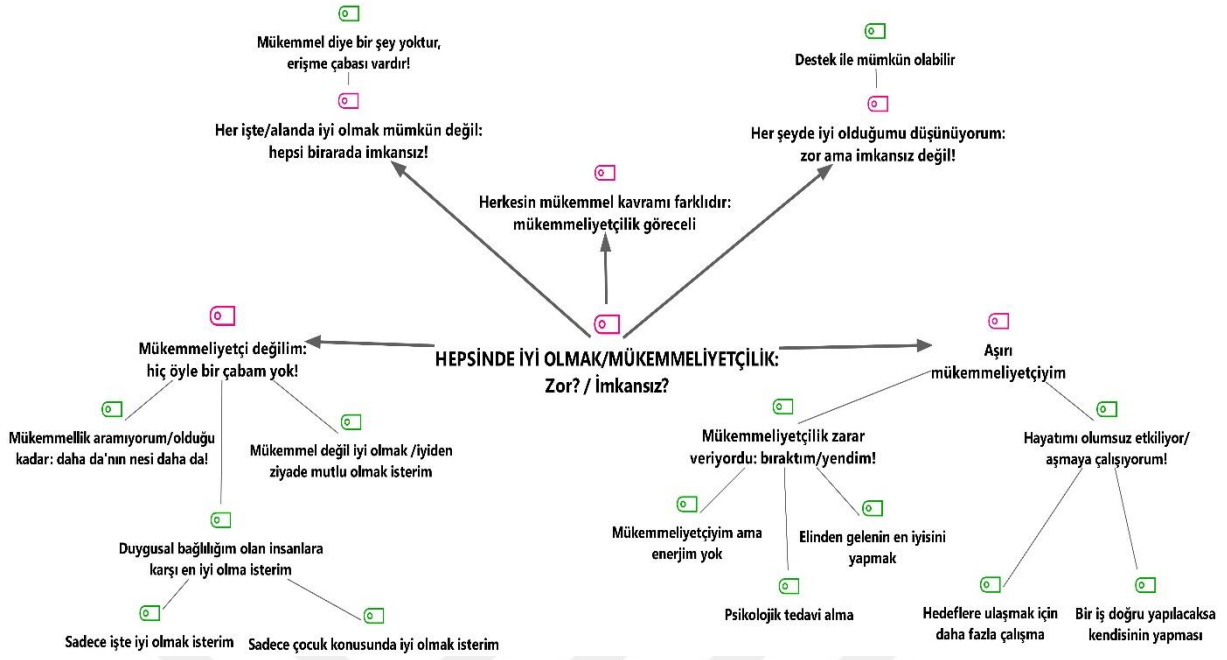 Mükemmel diye bir şey yoktur,
erişme çabası vardır!
Destek ile mümkün olabilir
Her işte/alanda iyi olmak mümkün değil:
hepsi birarada imkansız!
Her şeyde iyi olduğumu düşünüyorum:
zor ama imkansız değil!
Herkesin mükemmel kavramı farklıdır:
mükemmeliyetçilik göreceli
HEPSİNDE İYİ OLMAK/MÜKEMMELİYETÇİLİK:
Zor? / İmkansız?
Mükemmeliyetçi değilim:
hiç öyle bir çabam yok!
Aşırı
mükemmeliyetçiyim
Mükemmellik aramıyorum/olduğu
kadar: daha da'nın nesi daha da!
Mükemmel değil iyi olmak /iyiden
ziyade mutlu olmak isterim
Mükemmeliyetçilik zarar
veriyordu: bıraktım/yendim!
Hayatımı olumsuz etkiliyor/
aşmaya çalışıyorum!
Duygusal bağlılığım olan insanlara
karşı en iyi olma isterim
Mükemmeliyetçiyim ama
enerjim yok
Elinden gelenin en iyisini
yapmak
Psikolojik tedavi alma
Hedeflere ulaşmak için
daha fazla çalışma
Bir iş doğru yapılacaksa
kendisinin yapması
Sadece işte iyi olmak isterim
Sadece çocuk konusunda iyi olmak isterim